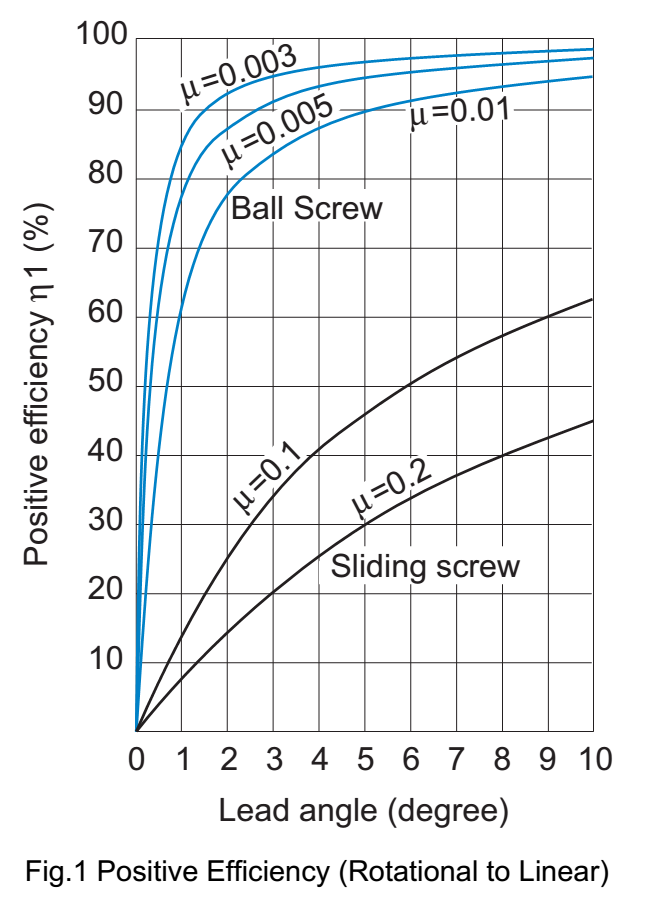 100
90
80
70
60
50
40
30
20
10
Positive efficiency η1 (%)
μ=0.003
μ=0.005
μ=0.01
Ball Screw
μ=0.1
μ=0.2
Sliding screw
0 1 2 3 4 5 6 7 8 9 10
Lead angle (degree)
Fig.1 Positive Efficiency (Rotational to Linear)